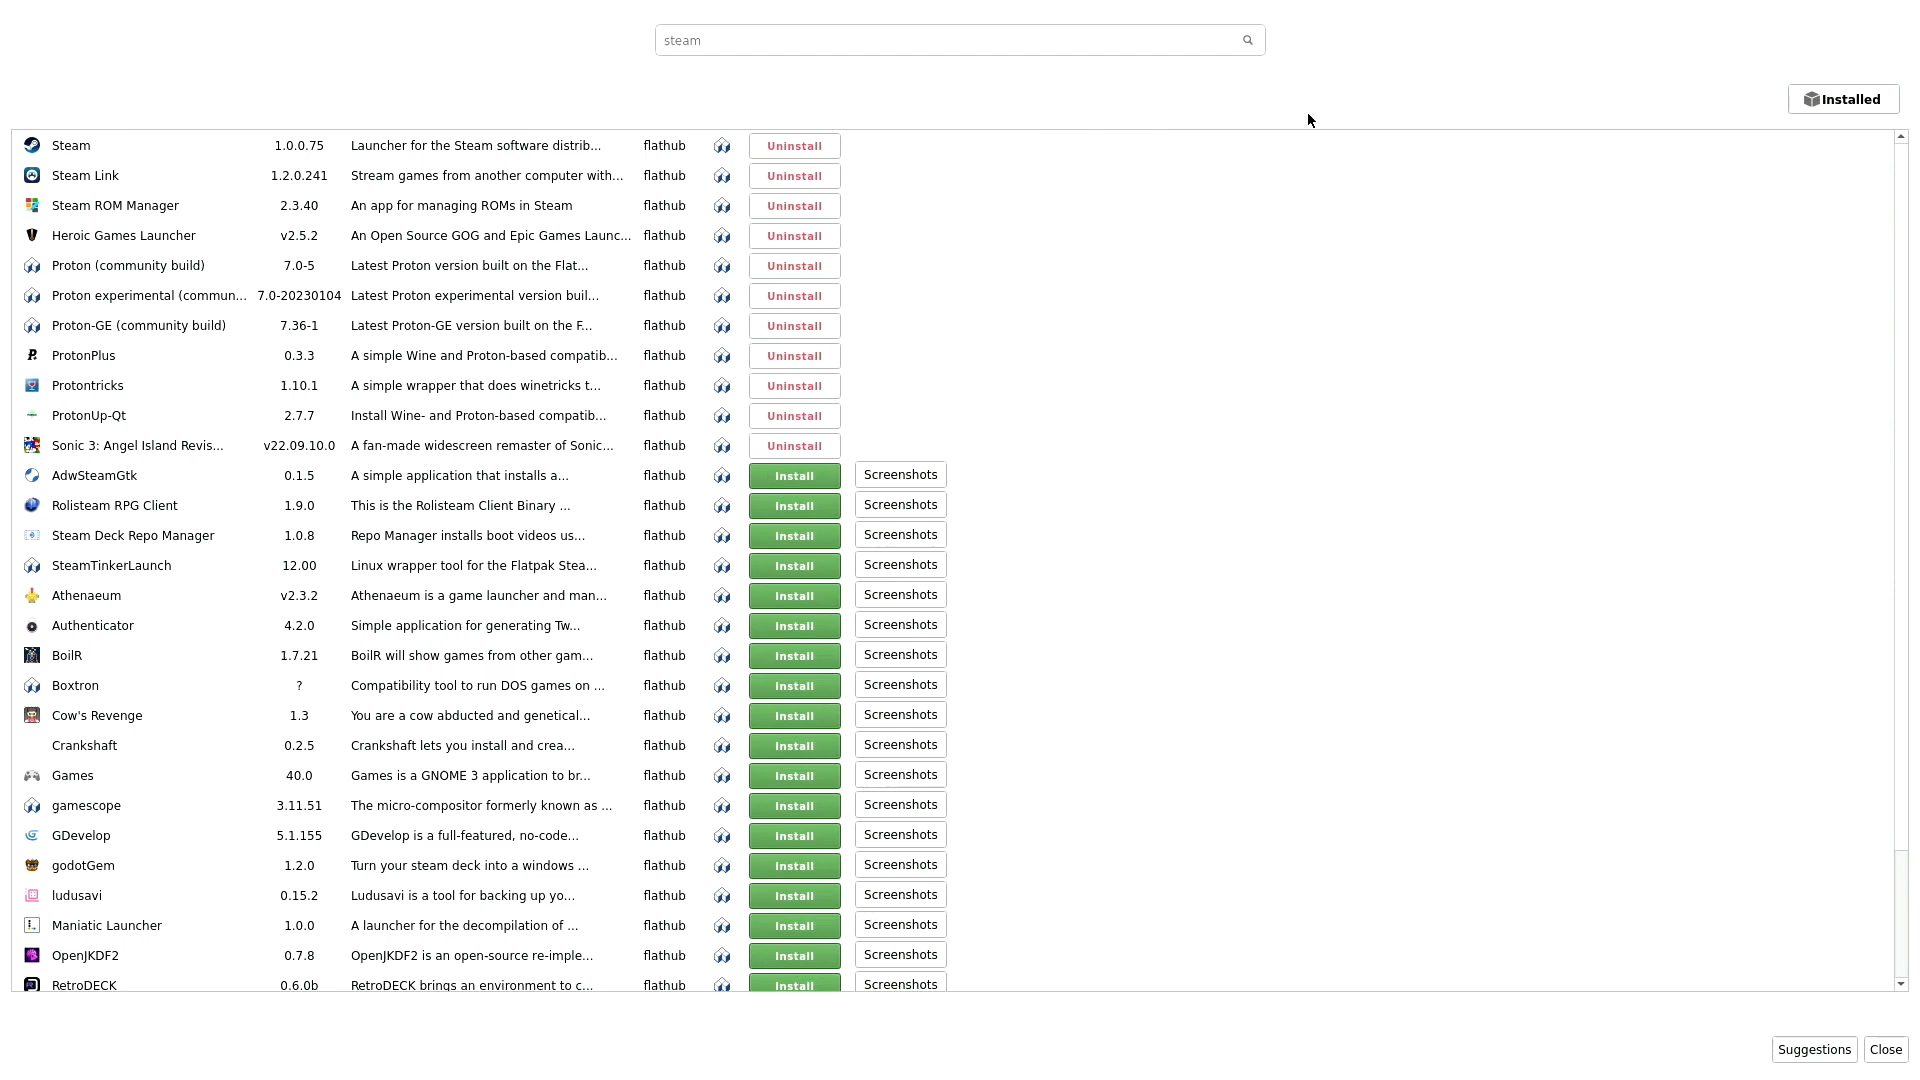 steam
Installed
Steam 1.0.0.75 Launcher for the Steam software distrib... flathub Uninstall
Steam Link 1.2.0.241 Stream games from another computer with... flathub Uninstall
Steam ROM Manager 2.3.40 An app for managing ROMs in Steam flathub Uninstall
Heroic Games Launcher v2.5.2 An Open Source GOG and Epic Games Launc... flathub Uninstall
Proton (community build) 7.0-5 Latest Proton version built on the Flat... flathub Uninstall
Proton experimental (commun... 7.0-20230104 Latest Proton experimental version buil... flathub Uninstall
Proton-GE (community build) 7.36-1 Latest Proton-GE version built on the F... flathub Uninstall
ProtonPlus 0.3.3 A simple Wine and Proton-based compatib... flathub Uninstall
Protontricks 1.10.1 A simple wrapper that does winetricks t... flathub Uninstall
ProtonUp-Qt 2.7.7 Install Wine- and Proton-based compatib... flathub Uninstall
Sonic 3: Angel Island Revis... v22.09.10.0 A fan-made widescreen remaster of Sonic... flathub Uninstall
AdwSteamGtk 0.1.5 A simple application that installs a... flathub Install Screenshots
Rolisteam RPG Client 1.9.0 This is the Rolisteam Client Binary ... flathub Install Screenshots
Steam Deck Repo Manager 1.0.8 Repo Manager installs boot videos us... flathub Install Screenshots
SteamTinkerLaunch 12.00 Linux wrapper tool for the Flatpak Stea... flathub Install Screenshots
Athenaeum v2.3.2 Athenaeum is a game launcher and man... flathub Install Screenshots
Authenticator 4.2.0 Simple application for generating Tw... flathub Install Screenshots
BoilR 1.7.21 BoilR will show games from other gam... flathub Install Screenshots
Boxtron ? Compatibility tool to run DOS games on ... flathub Install Screenshots
Cow's Revenge 1.3 You are a cow abducted and genetical... flathub Install Screenshots
Crankshaft 0.2.5 Crankshaft lets you install and crea... flathub Install Screenshots
Games 40.0 Games is a GNOME 3 application to br... flathub Install Screenshots
gamescope 3.11.51 The micro-compositor formerly known as ... flathub Install Screenshots
GDevelop 5.1.155 GDevelop is a full-featured, no-code... flathub Install Screenshots
godotGem 1.2.0 Turn your steam deck into a windows ... flathub Install Screenshots
ludusavi 0.15.2 Ludusavi is a tool for backing up yo... flathub Install Screenshots
Maniatic Launcher 1.0.0 A launcher for the decompilation of ... flathub Install Screenshots
OpenJKDF2 0.7.8 OpenJKDF2 is an open-source re-imple... flathub Install Screenshots
RetroDECK 0.6.0b RetroDECK brings an environment to c... flathub Install Screenshots
Suggestions Close